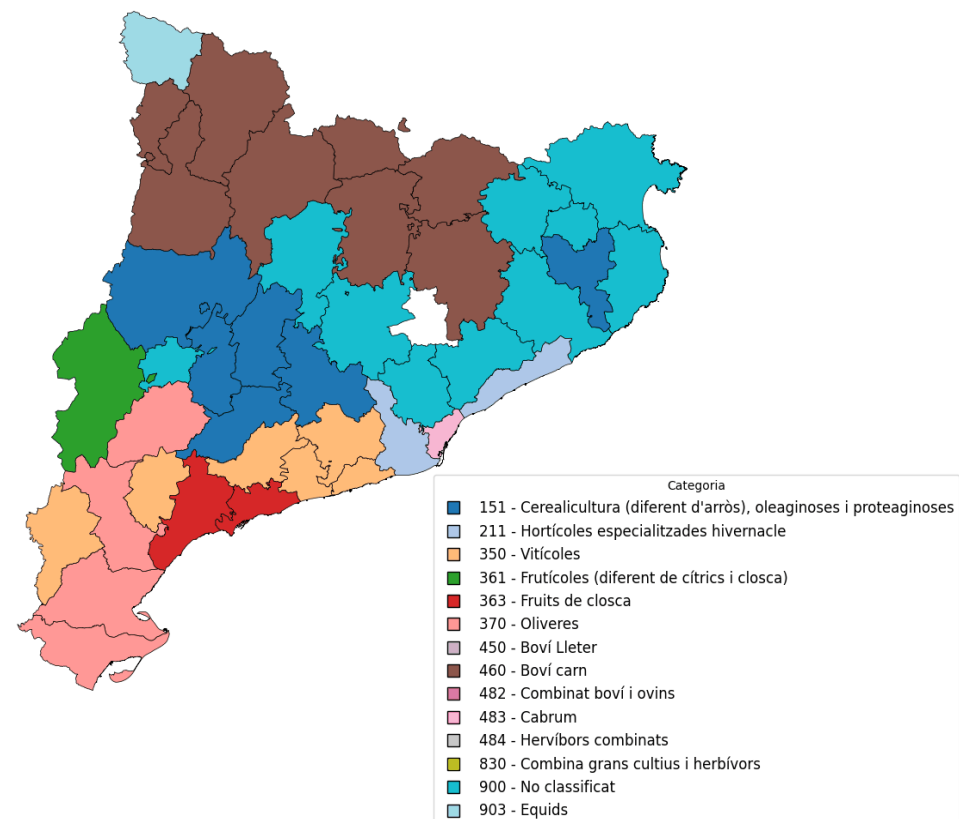 Categoria
151 - Cerealicultura (diferent d'arròs), oleaginoses i proteaginoses
211 - Hortícoles especialitzades hivernacle
350 - Vitícoles
361 - Frutícoles (diferent de cítrics i closca)
363 - Fruits de closca
370 - Oliveres
450 - Boví Lleter
460 - Boví carn
482 - Combinat boví i ovins
483 - Cabrum
484 - Hervíbors combinats
830 - Combina grans cultius i herbívors
900 - No classificat
903 - Equids